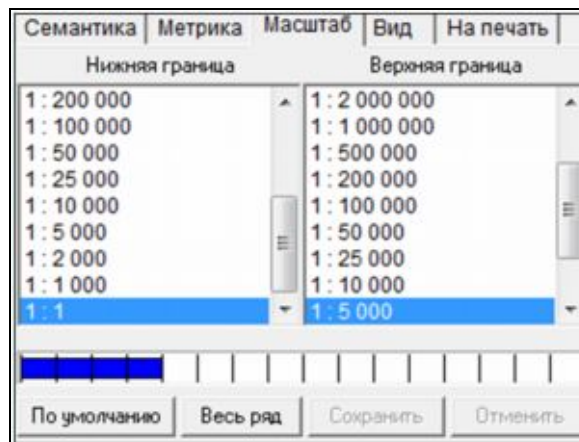 Семантика Метрика Масштаб Вид На печать
Нижняя граница Верхняя граница
1 : 200 000 1 : 2 000 000
1 : 100 000 1 : 1 000 000
1 : 50 000 1 : 500 000
1 : 25 000 1 : 200 000
1 : 10 000 1 : 100 000
1 : 5 000 1 : 50 000
1 : 2 000 1 : 25 000
1 : 1 000 1 : 10 000
1 : 1 1 : 5 000
По умолчанию Весь ряд Сохранить Отменить